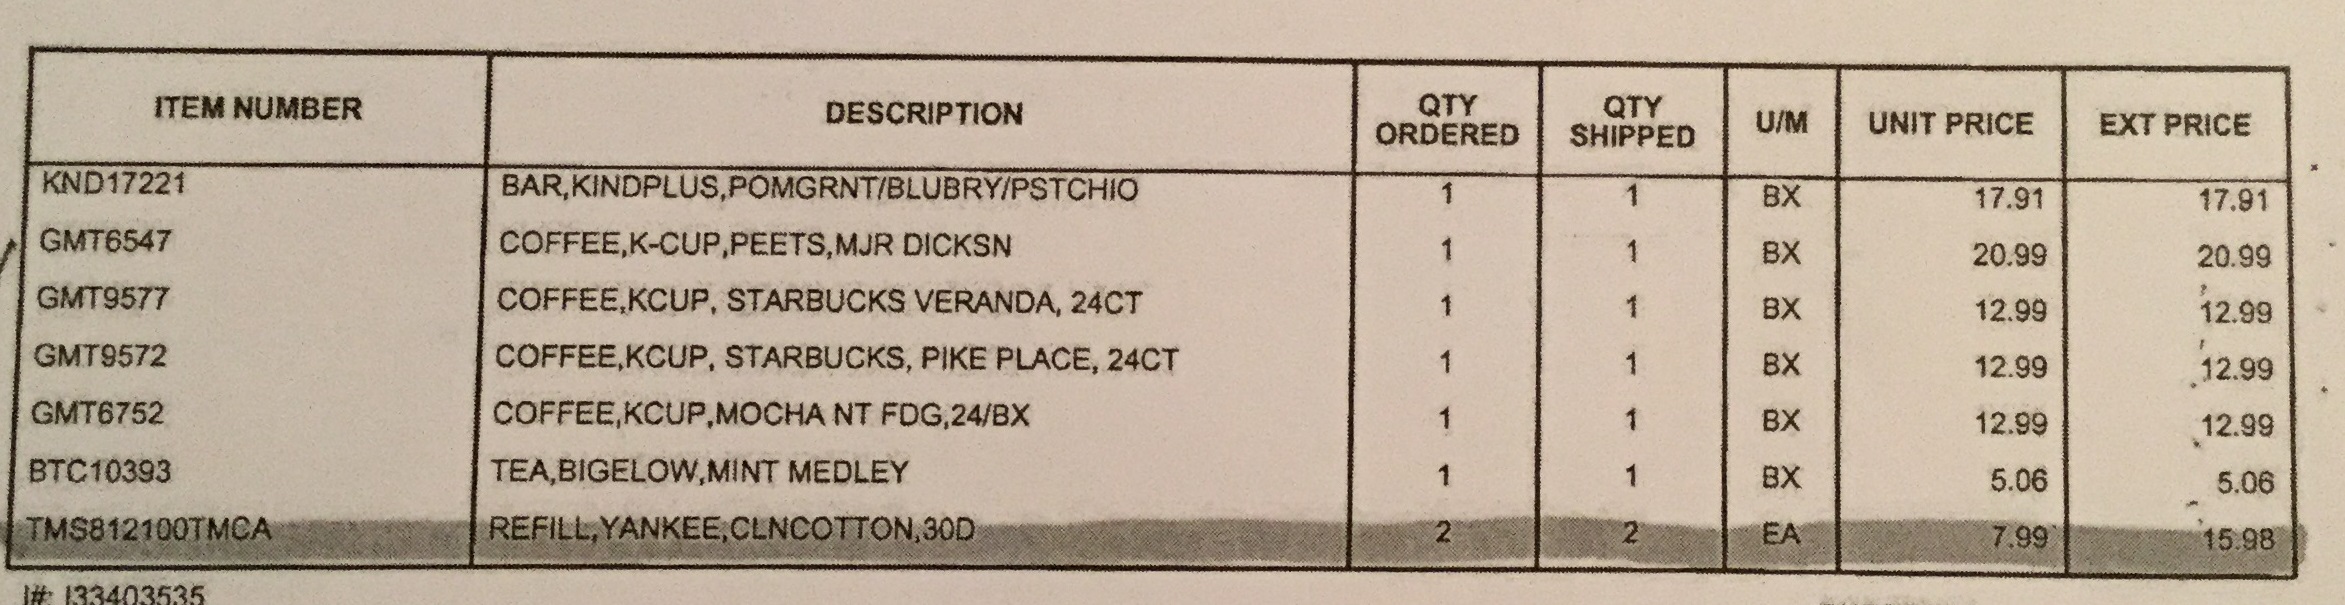 ITEM NUMBER DESCRIPTION QTY ORDERED QTY SHIPPED U/M UNIT PRICE EXT PRICE
KND17221 BAR,KINDPLUS,POMGRNT/BLUBRY/PSTCHIO 1 1 BX 17.91 17.91
GMT6547 COFFEE,K-CUP,PEETS,MJR DICKSN 1 1 BX 20.99 20.99
GMT9577 COFFEE,KCUP, STARBUCKS VERANDA, 24CT 1 1 BX 12.99 12.99
GMT9572 COFFEE,KCUP, STARBUCKS, PIKE PLACE, 24CT 1 1 BX 12.99 12.99
GMT6752 COFFEE,KCUP,MOCHA NT FDG,24/BX 1 1 BX 12.99 12.99
BTC10393 TEA,BIGELOW,MINT MEDLEY 1 1 BX 5.06 5.06
TMS812100TMCA REFILL,YANKEE,CLNCOTTON,30D 2 2 EA 7.99 15.98
I#: I33403535